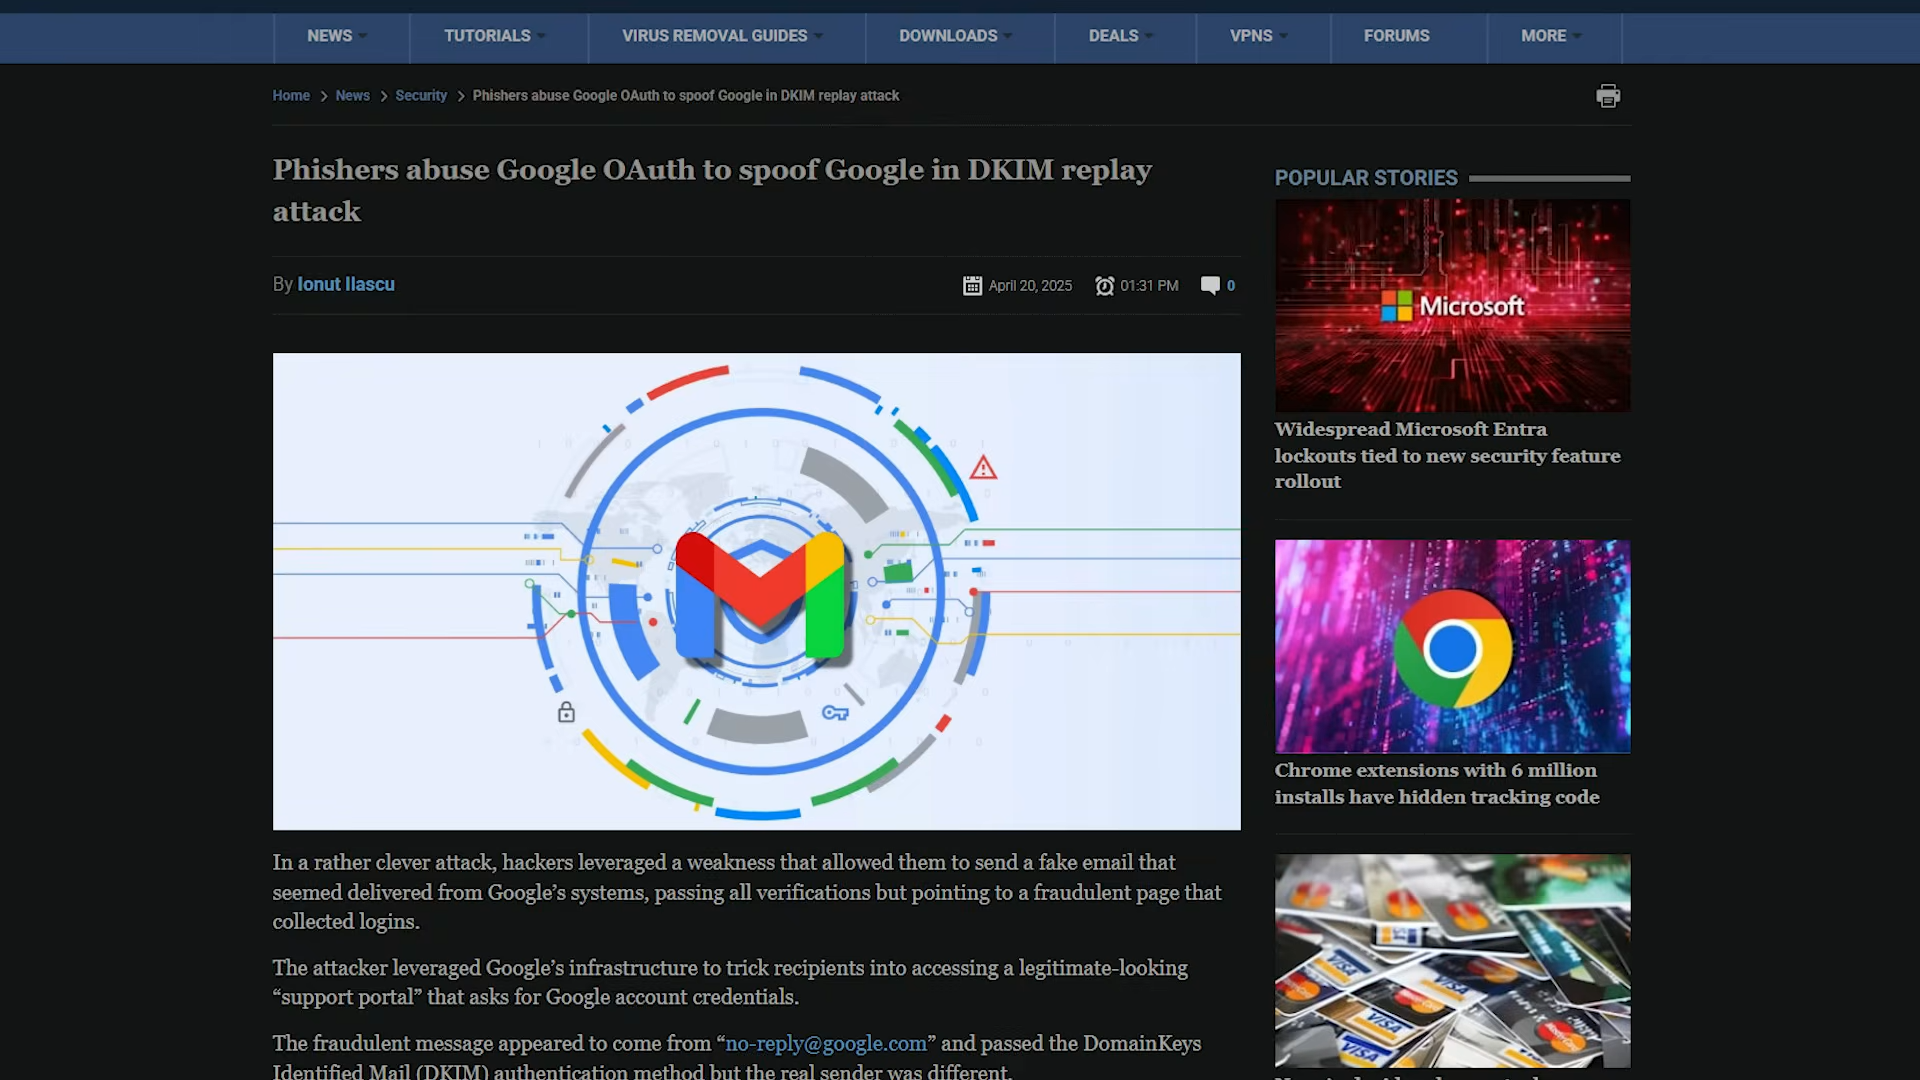 NEWS
TUTORIALS
VIRUS REMOVAL GUIDES
DOWNLOADS
DEALS
VPNS
FORUMS
MORE
Home
News
Security
Phishers abuse Google OAuth to spoof Google in DKIM replay attack
Phishers abuse Google OAuth to spoof Google in DKIM replay
attack
By Ionut Ilascu
April 20, 2025
01:31 PM
0
In a rather clever attack, hackers leveraged a weakness that allowed them to send a fake email that
seemed delivered from Google’s systems, passing all verifications but pointing to a fraudulent page that
collected logins.
The attacker leveraged Google’s infrastructure to trick recipients into accessing a legitimate-looking
“support portal” that asks for Google account credentials.
The fraudulent message appeared to come from “no-reply@google.com” and passed the DomainKeys
Identified Mail (DKIM) authentication method but the real sender was different.
POPULAR STORIES
Microsoft
Widespread Microsoft Entra
lockouts tied to new security feature
rollout
Chrome extensions with 6 million
installs have hidden tracking code
VISA
VISA
VISA
VISA
MasterCard